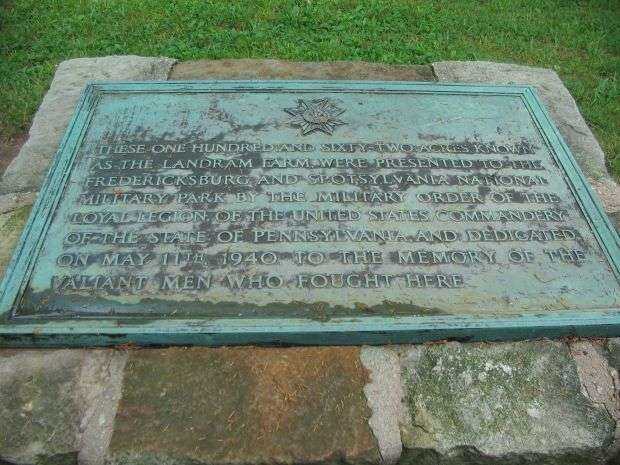 THESE ONE HUNDRED AND SIXTY-TWO ACRES KNOWN
AS THE LANDRAM FARM, WERE PRESENTED TO THE
FREDERICKSBURG AND SPOTSYLVANIA NATIONAL
MILITARY PARK BY THE MILITARY ORDER OF THE
LOYAL LEGION OF THE UNITED STATES COMMANDERY
OF THE STATE OF PENNSYLVANIA, AND DEDICATED
ON MAY 11TH 1940, TO THE MEMORY OF THE
VALIANT MEN WHO FOUGHT HERE.